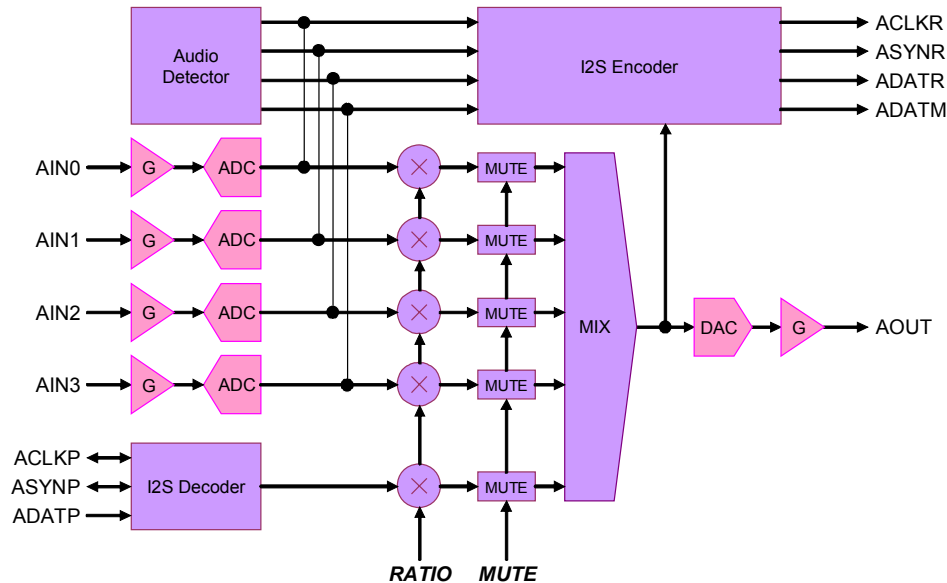 Audio
Detector
I2S Encoder
ACLKR
ASYNR
ADATR
ADATM
AIN0
G
ADC
MUTE
AIN1
G
ADC
MUTE
AIN2
G
ADC
MUTE
MIX
DAC
G
AOUT
AIN3
G
ADC
MUTE
ACLKP
ASYNP
ADATP
I2S Decoder
MUTE
RATIO
MUTE